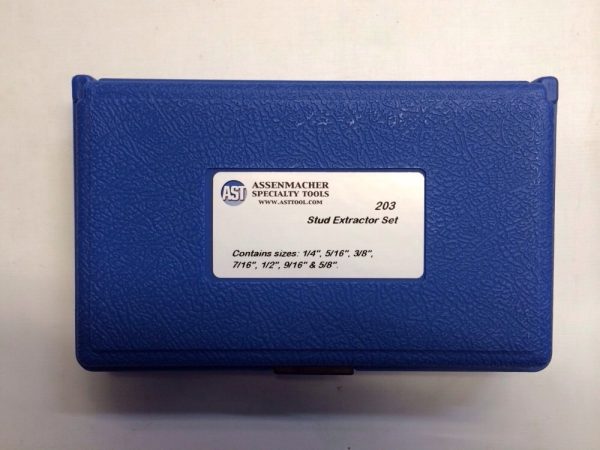 AST
ASSENMACHER
SPECIALTY TOOLS
WWW.ASTTOOL.COM
203
Stud Extractor Set
Contains sizes: 1/4", 5/16", 3/8",
7/16", 1/2", 9/16" & 5/8".